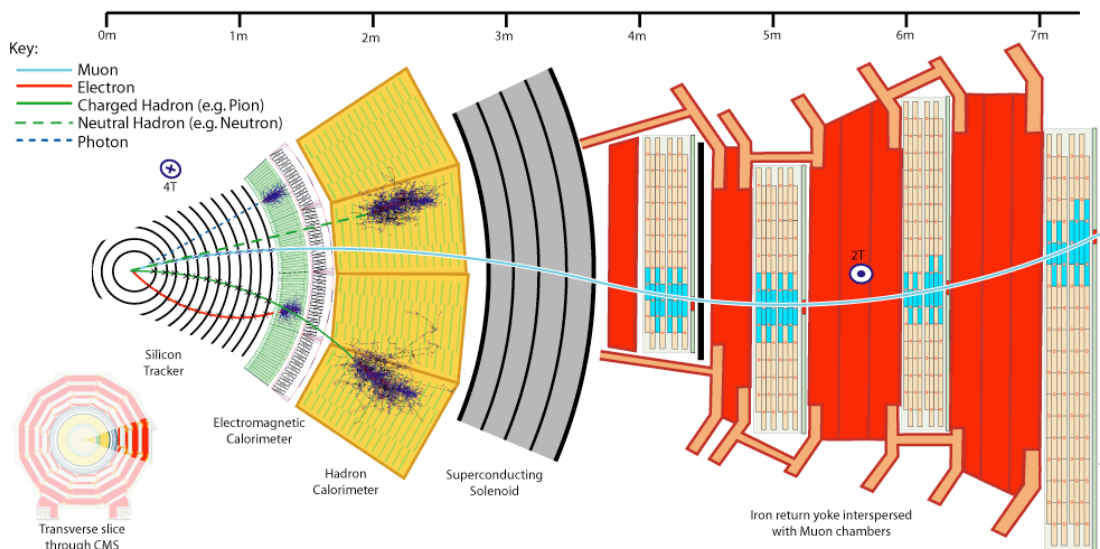 0m 1m 2m 3m 4m 5m 6m 7m
Key:
Muon
Electron
Charged Hadron (e.g. Pion)
Neutral Hadron (e.g. Neutron)
Photon
4T
2T
Silicon
Tracker
Electromagnetic
Calorimeter
Hadron
Calorimeter
Superconducting
Solenoid
Iron return yoke interspersed
with Muon chambers
Transverse slice
through CMS